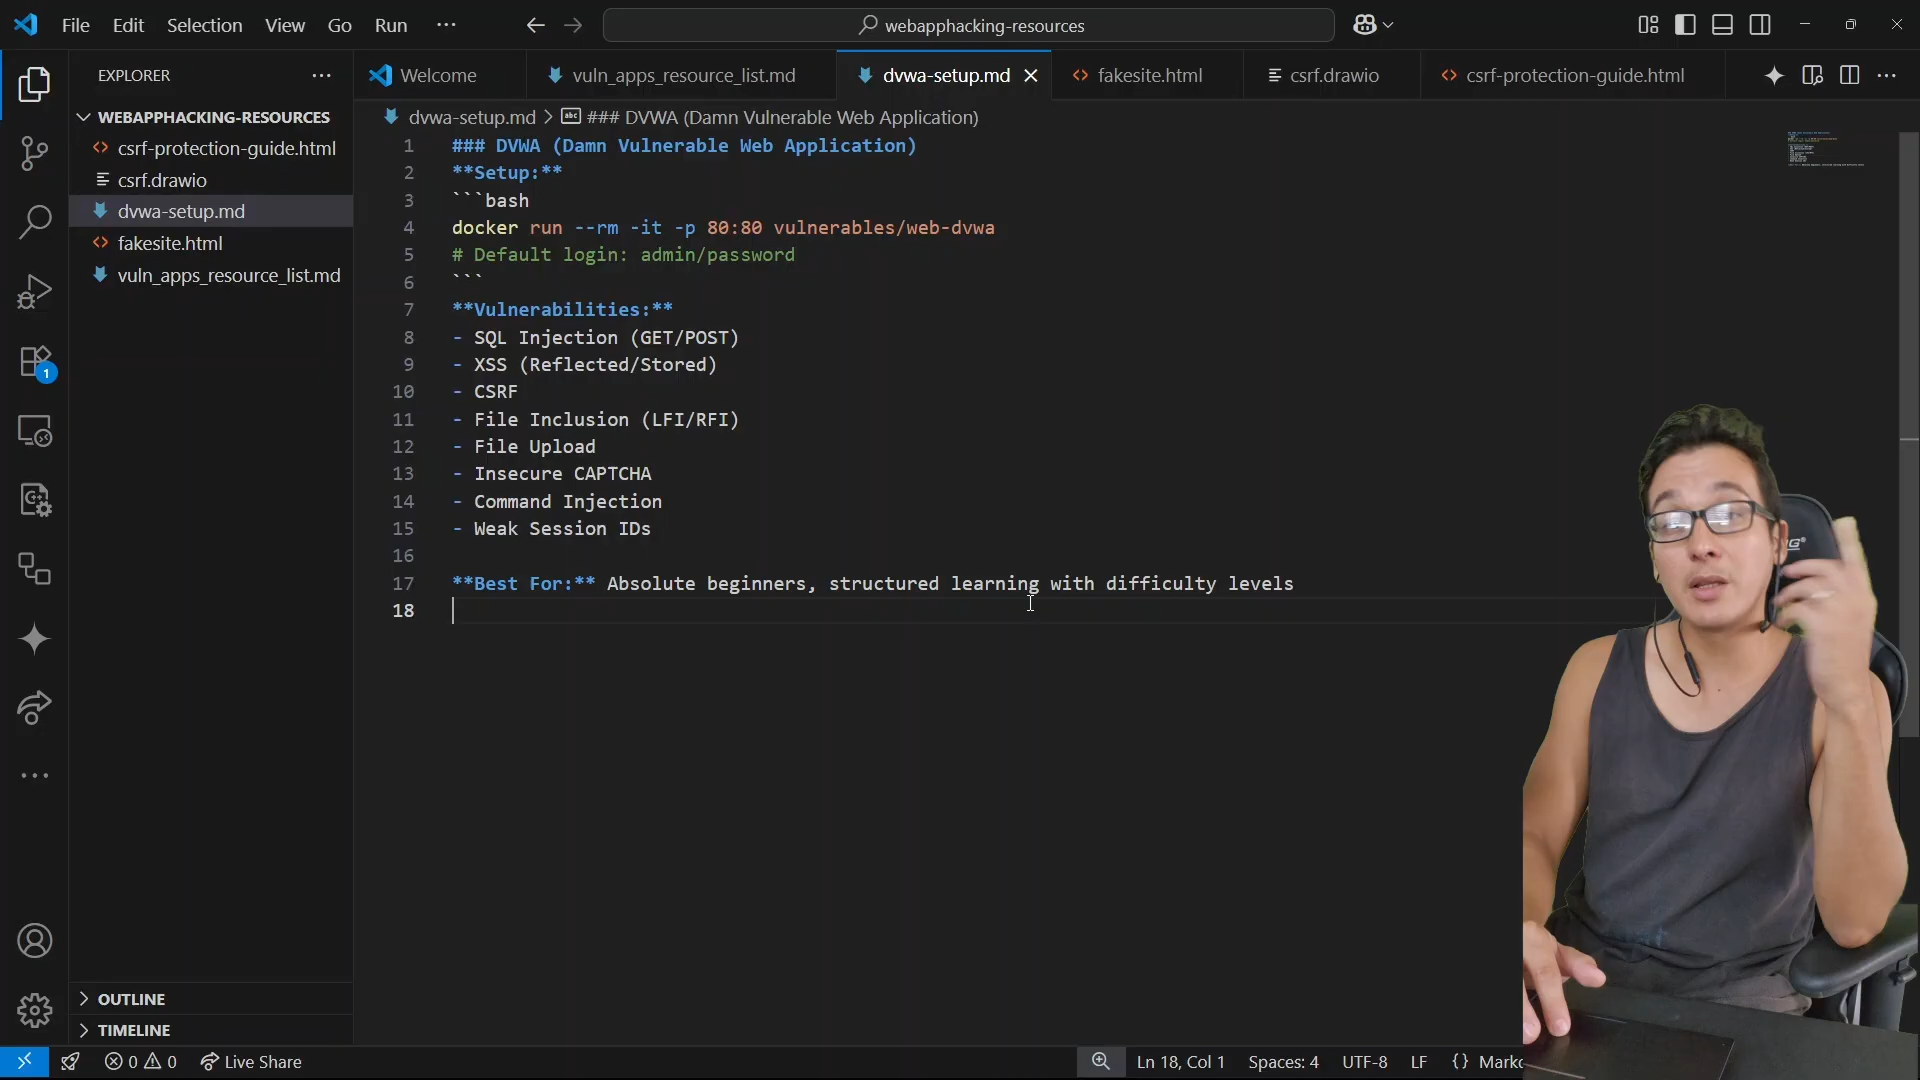 File Edit Selection View Go Run ···
webapphacking-resources
EXPLORER
WEBAPPHACKING-RESOURCES
csrf-protection-guide.html
csrf.drawio
dvwa-setup.md
fakesite.html
vuln_apps_resource_list.md
1
OUTLINE
TIMELINE
Welcome
vuln_apps_resource_list.md
dvwa-setup.md
fakesite.html
csrf.drawio
csrf-protection-guide.html
dvwa-setup.md > abc ### DVWA (Damn Vulnerable Web Application)
1 ### DVWA (Damn Vulnerable Web Application)
2 **Setup:**
3 ```bash
4 docker run --rm -it -p 80:80 vulnerables/web-dvwa
5 # Default login: admin/password
6 ```
7 **Vulnerabilities:**
8 - SQL Injection (GET/POST)
9 - XSS (Reflected/Stored)
10 - CSRF
11 - File Inclusion (LFI/RFI)
12 - File Upload
13 - Insecure CAPTCHA
14 - Command Injection
15 - Weak Session IDs
16
17 **Best For:** Absolute beginners, structured learning with difficulty levels
18
0 0 Live Share
Ln 18, Col 1 Spaces: 4 UTF-8 LF {}